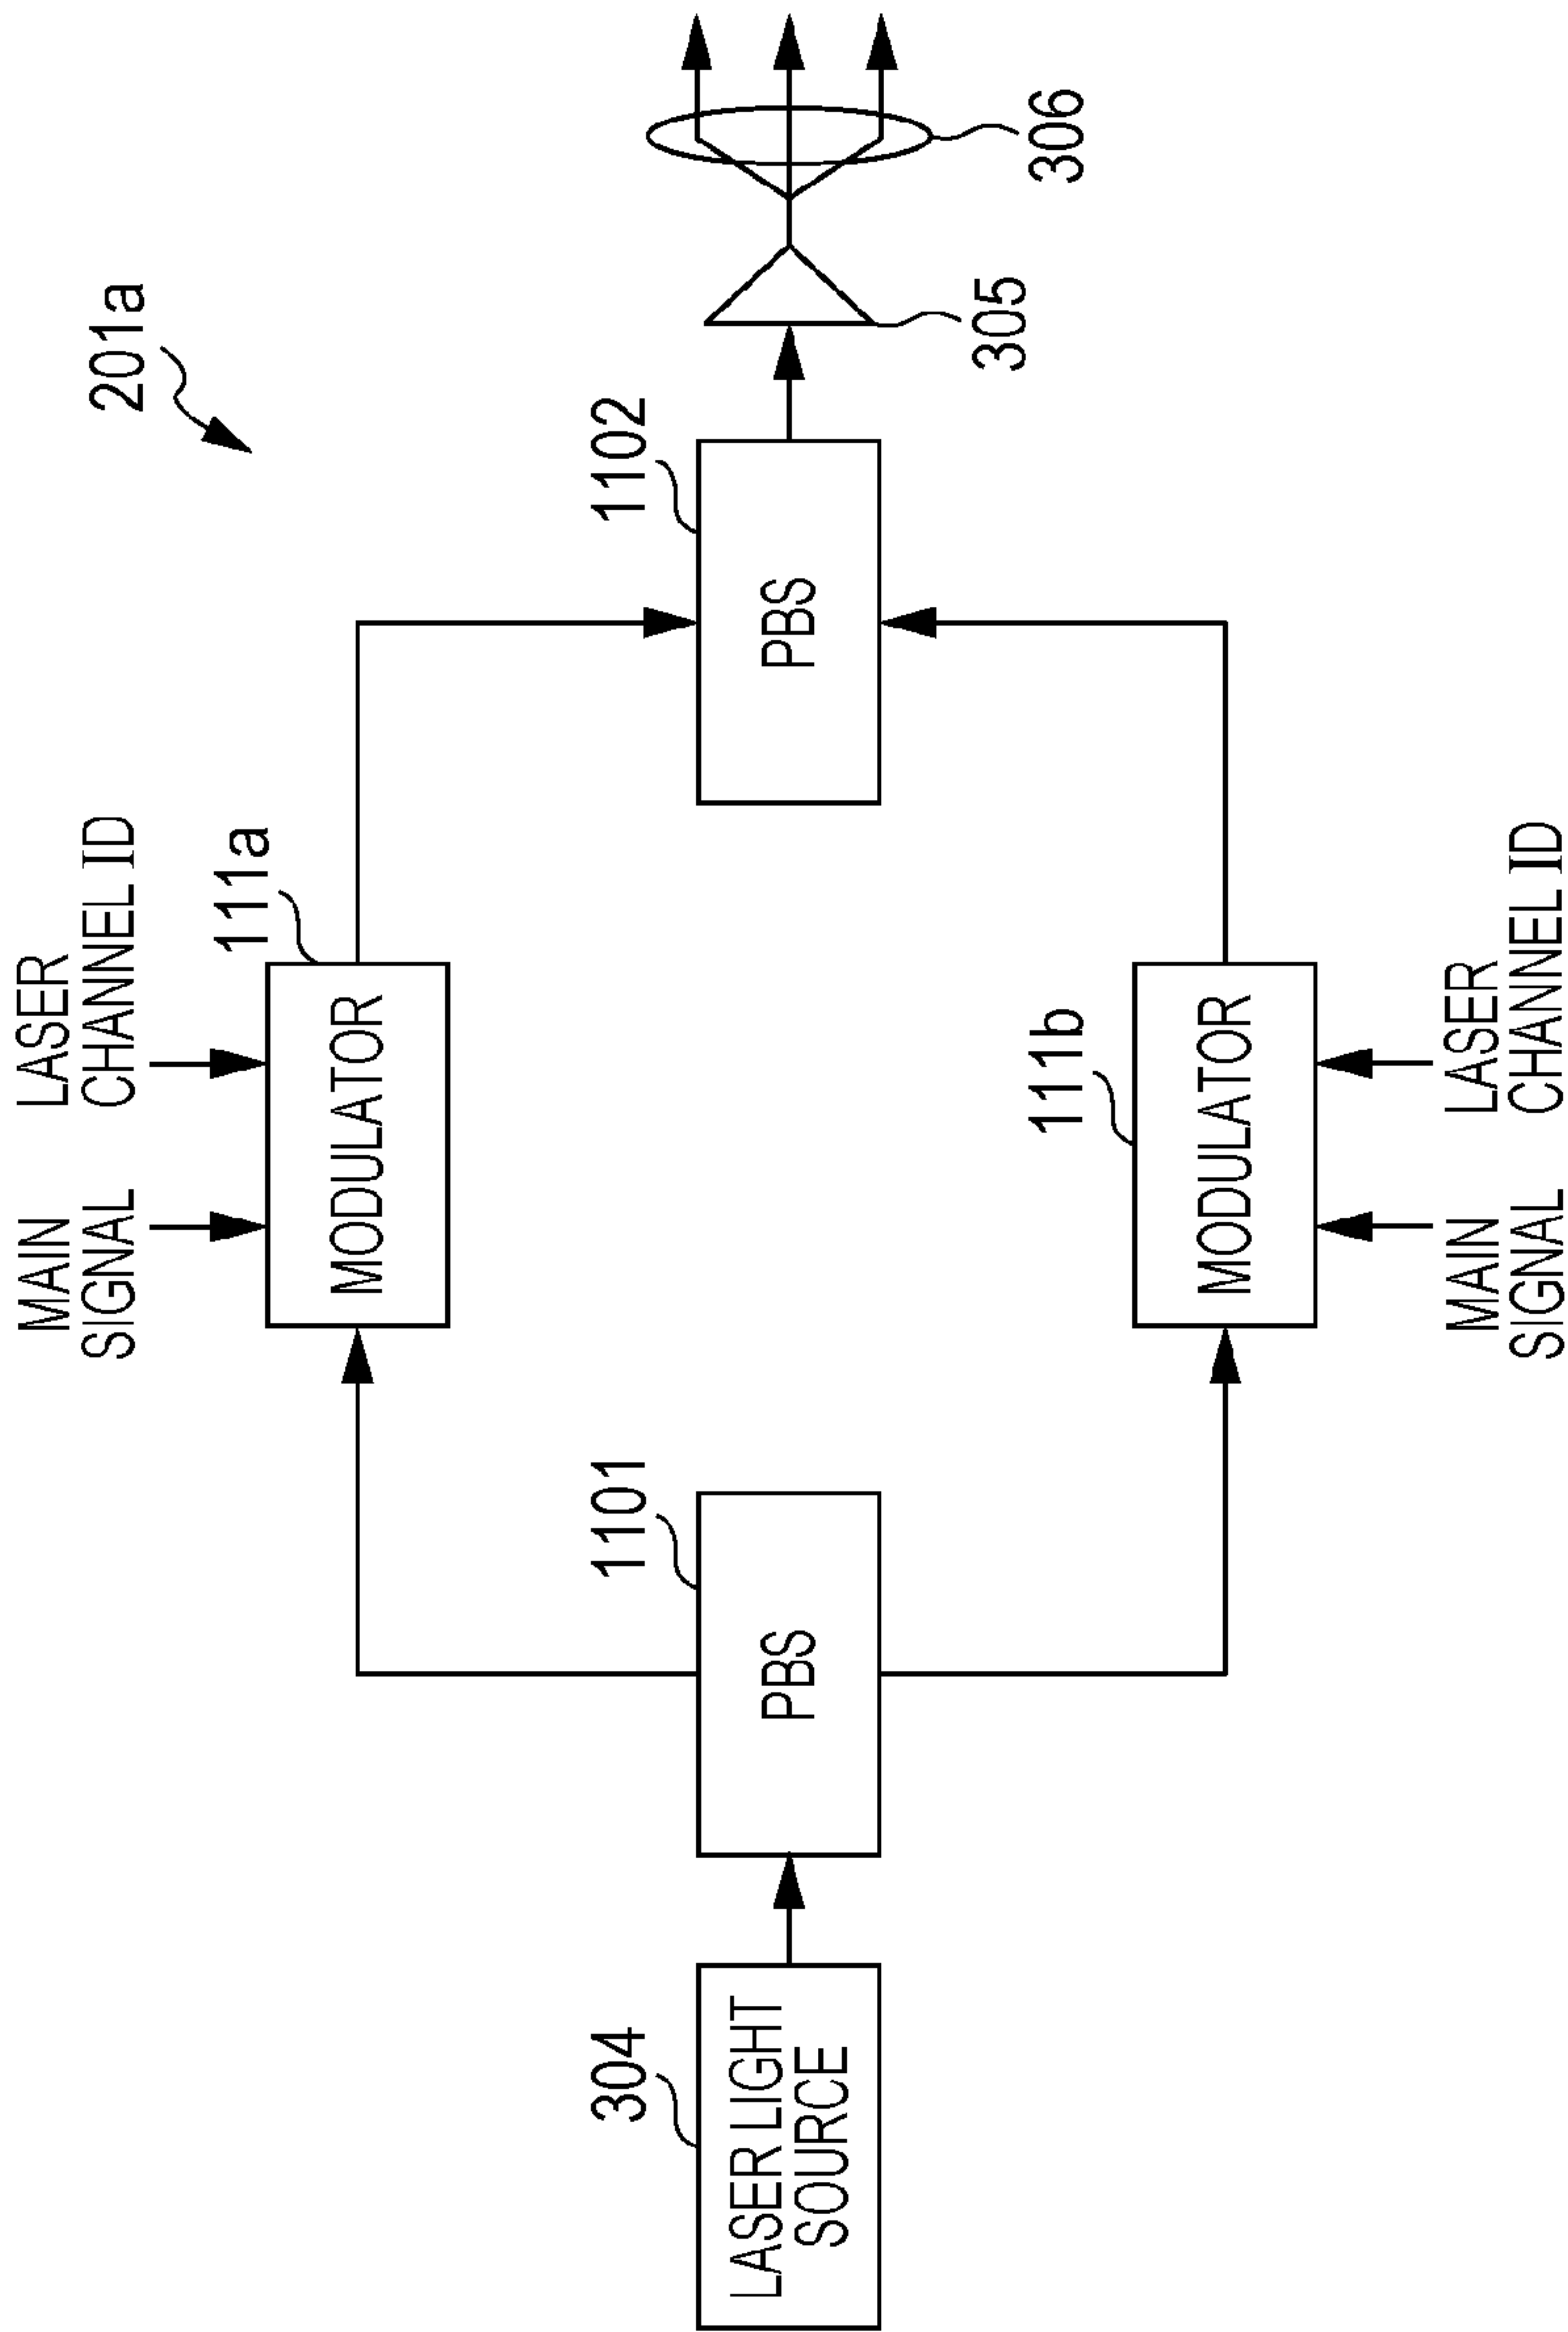 201a
MAIN
SIGNAL
LASER
CHANNEL ID
111a
MODULATOR
304
LASER LIGHT
SOURCE
1101
PBS
1102
PBS
305
306
111b
MODULATOR
MAIN
SIGNAL
LASER
CHANNEL ID